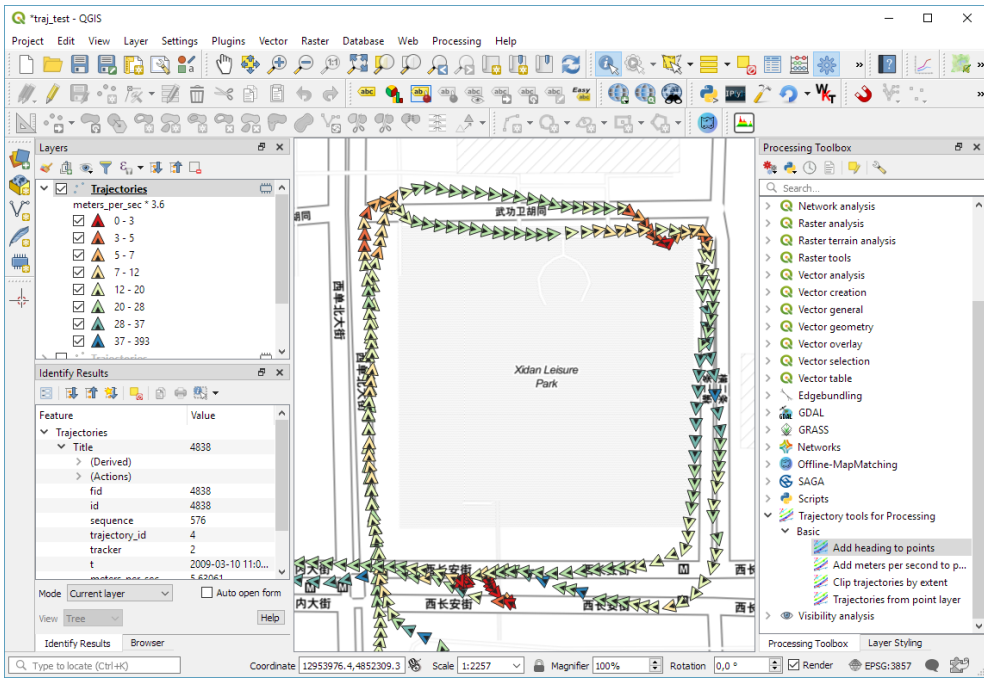 *traj_test - QGIS
Project Edit View Layer Settings Plugins Vector Raster Database Web Processing Help
Layers
Trajectories
meters_per_sec * 3.6
0 - 3
3 - 5
5 - 7
7 - 12
12 - 20
20 - 28
28 - 37
37 - 393
Identify Results
Feature Value
Trajectories
Title 4838
(Derived)
(Actions)
fid 4838
id 4838
sequence 576
trajectory_id 4
tracker 2
t 2009-03-10 11:0...
Mode Current layer Auto open form
View Tree Help
Identify Results Browser
武功卫胡同
西单北大街
Xidan Leisure
Park
西长安街
内大街
西长安街
Processing Toolbox
Search...
Network analysis
Raster analysis
Raster terrain analysis
Raster tools
Vector analysis
Vector creation
Vector general
Vector geometry
Vector overlay
Vector selection
Vector table
Edgebundling
GDAL
GRASS
Networks
Offline-MapMatching
SAGA
Scripts
Trajectory tools for Processing
Basic
Add heading to points
Add meters per second to p...
Clip trajectories by extent
Trajectories from point layer
Visibility analysis
Processing Toolbox Layer Styling
Type to locate (Ctrl+K) Coordinate 12953976.4,4852309.3 Scale 1:2257 Magnifier 100% Rotation 0,0 ° Render EPSG:3857